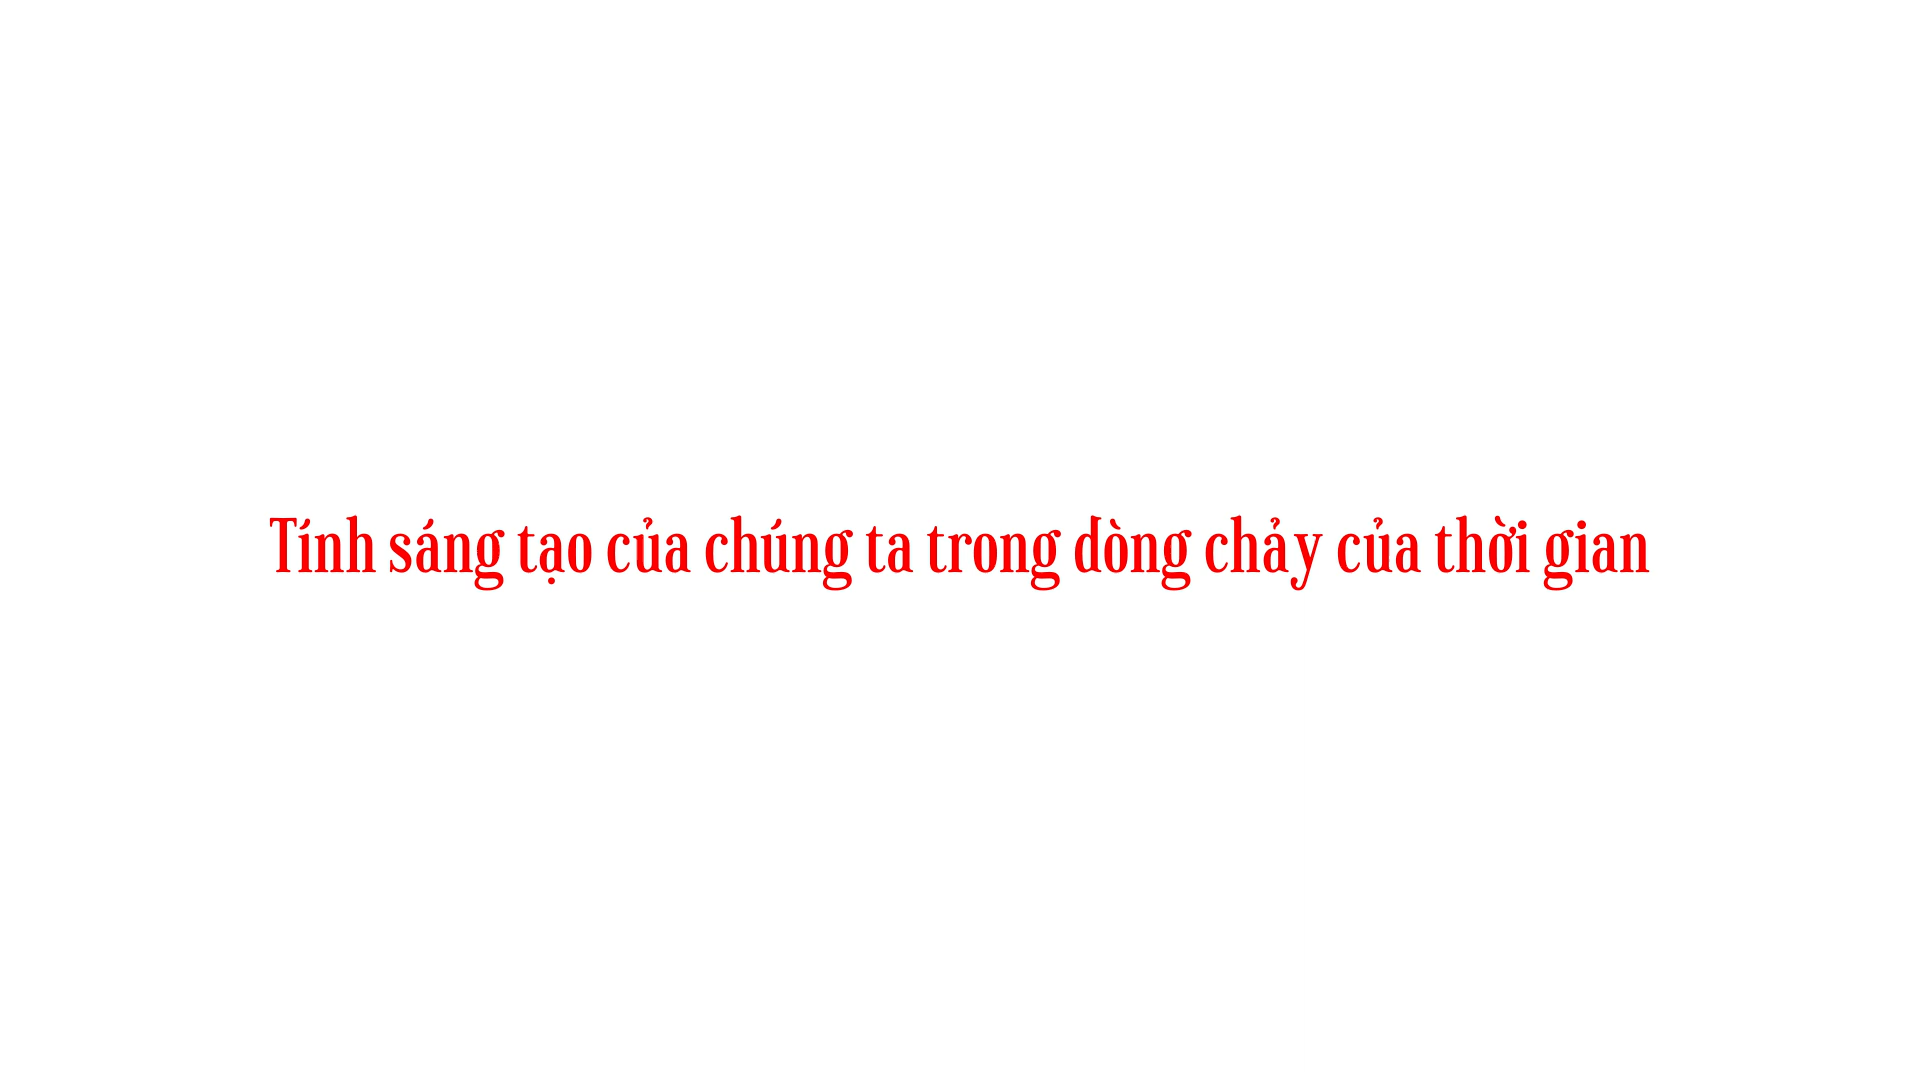 Tính sáng tạo của chúng ta trong dòng chảy của thời gian